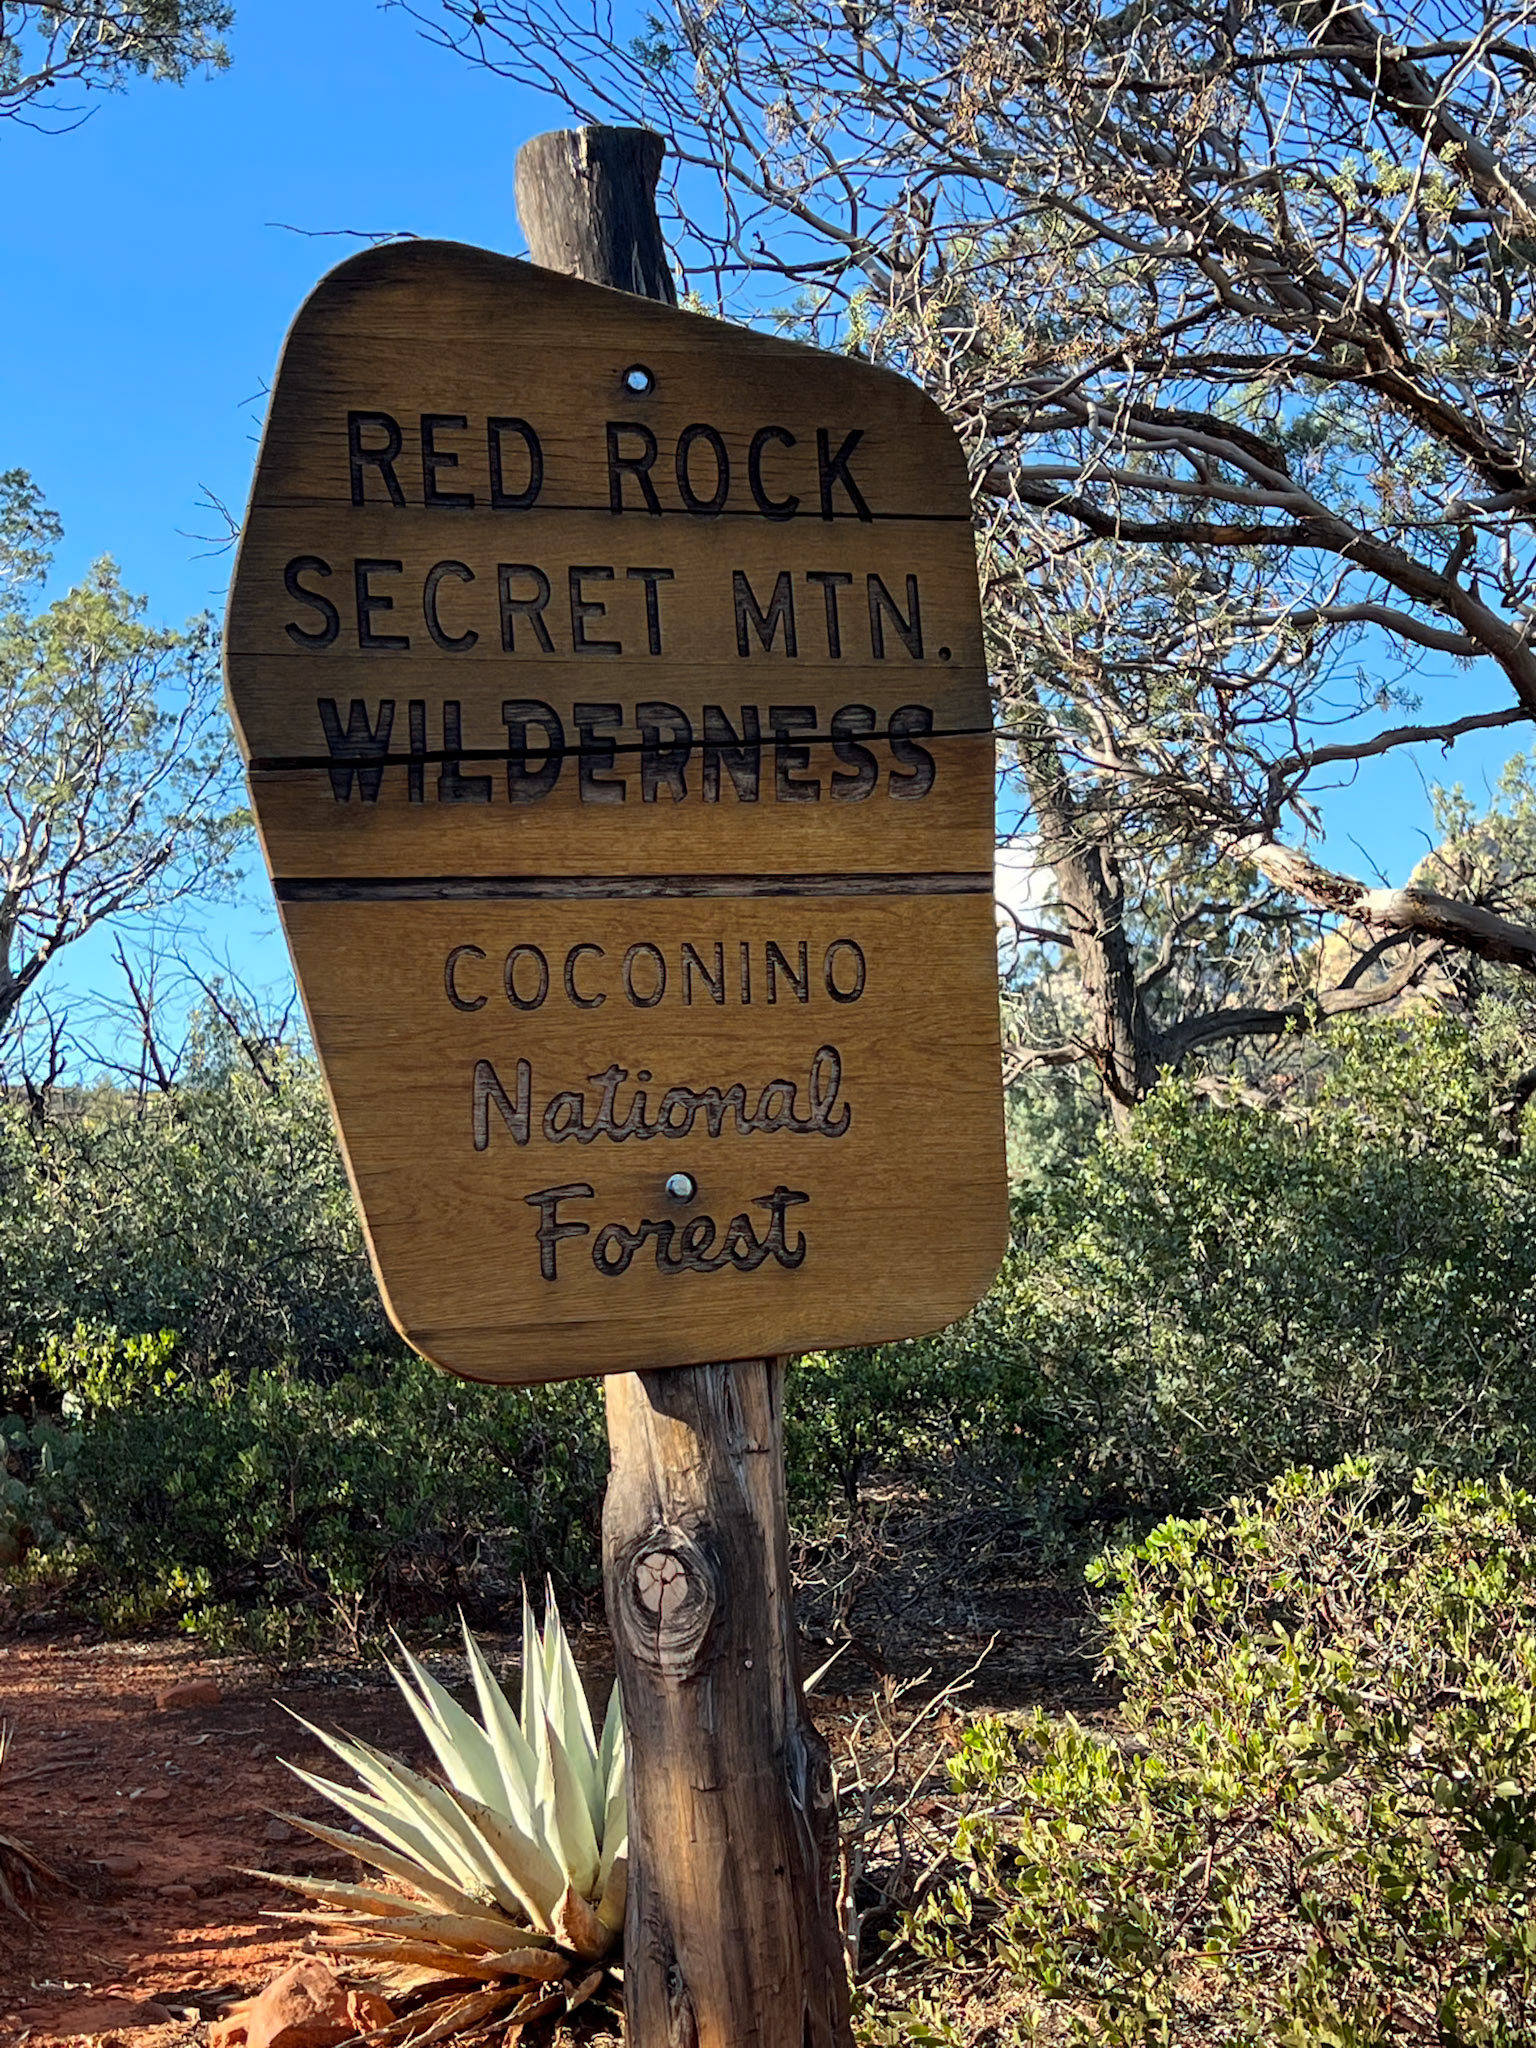 RED ROCK
SECRET MTN.
WILDERNESS
COCONINO
National
Forest